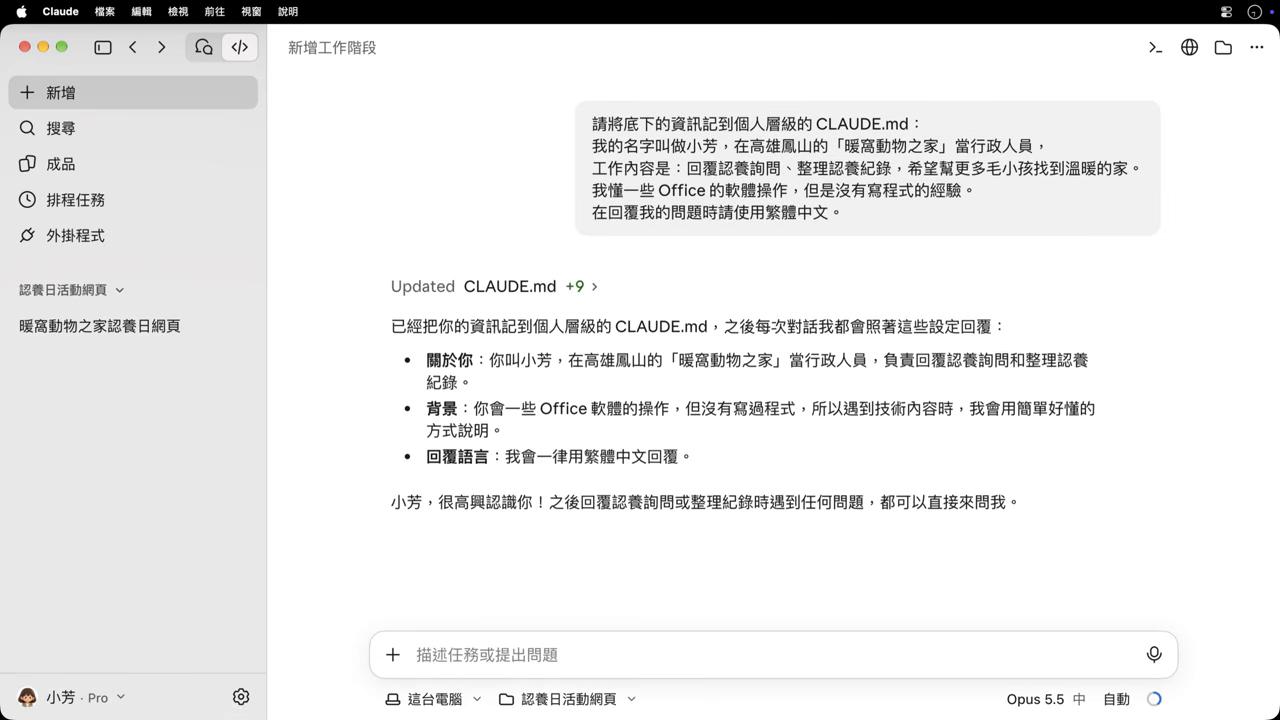 Claude 檔案 編輯 檢視 前往 視窗 說明
新增工作階段
新增
搜尋
成品
排程任務
外掛程式
認養日活動網頁
暖窩動物之家認養日網頁
小芳 · Pro
請將底下的資訊記到個人層級的 CLAUDE.md：
我的名字叫做小芳，在高雄鳳山的「暖窩動物之家」當行政人員，
工作內容是：回覆認養詢問、整理認養紀錄，希望幫更多毛小孩找到溫暖的家。
我懂一些 Office 的軟體操作，但是沒有寫程式的經驗。
在回覆我的問題時請使用繁體中文。
Updated CLAUDE.md +9
已經把你的資訊記到個人層級的 CLAUDE.md，之後每次對話我都會照著這些設定回覆：
• 關於你：你叫小芳，在高雄鳳山的「暖窩動物之家」當行政人員，負責回覆認養詢問和整理認養
紀錄。
• 背景：你會一些 Office 軟體的操作，但沒有寫過程式，所以遇到技術內容時，我會用簡單好懂的
方式說明。
• 回覆語言：我會一律用繁體中文回覆。
小芳，很高興認識你！之後回覆認養詢問或整理紀錄時遇到任何問題，都可以直接來問我。
描述任務或提出問題
這台電腦 認養日活動網頁 Opus 5.5 中 自動